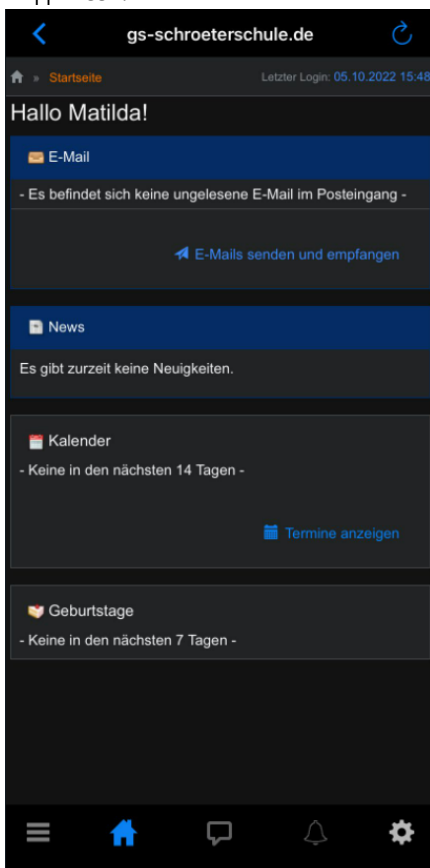 gs-schroeterschule.de
» Startseite
Letzter Login: 05.10.2022 15:48
Hallo Matilda!
E-Mail
- Es befindet sich keine ungelesene E-Mail im Posteingang -
E-Mails senden und empfangen
News
Es gibt zurzeit keine Neuigkeiten.
Kalender
- Keine in den nächsten 14 Tagen -
Termine anzeigen
Geburtstage
- Keine in den nächsten 7 Tagen -